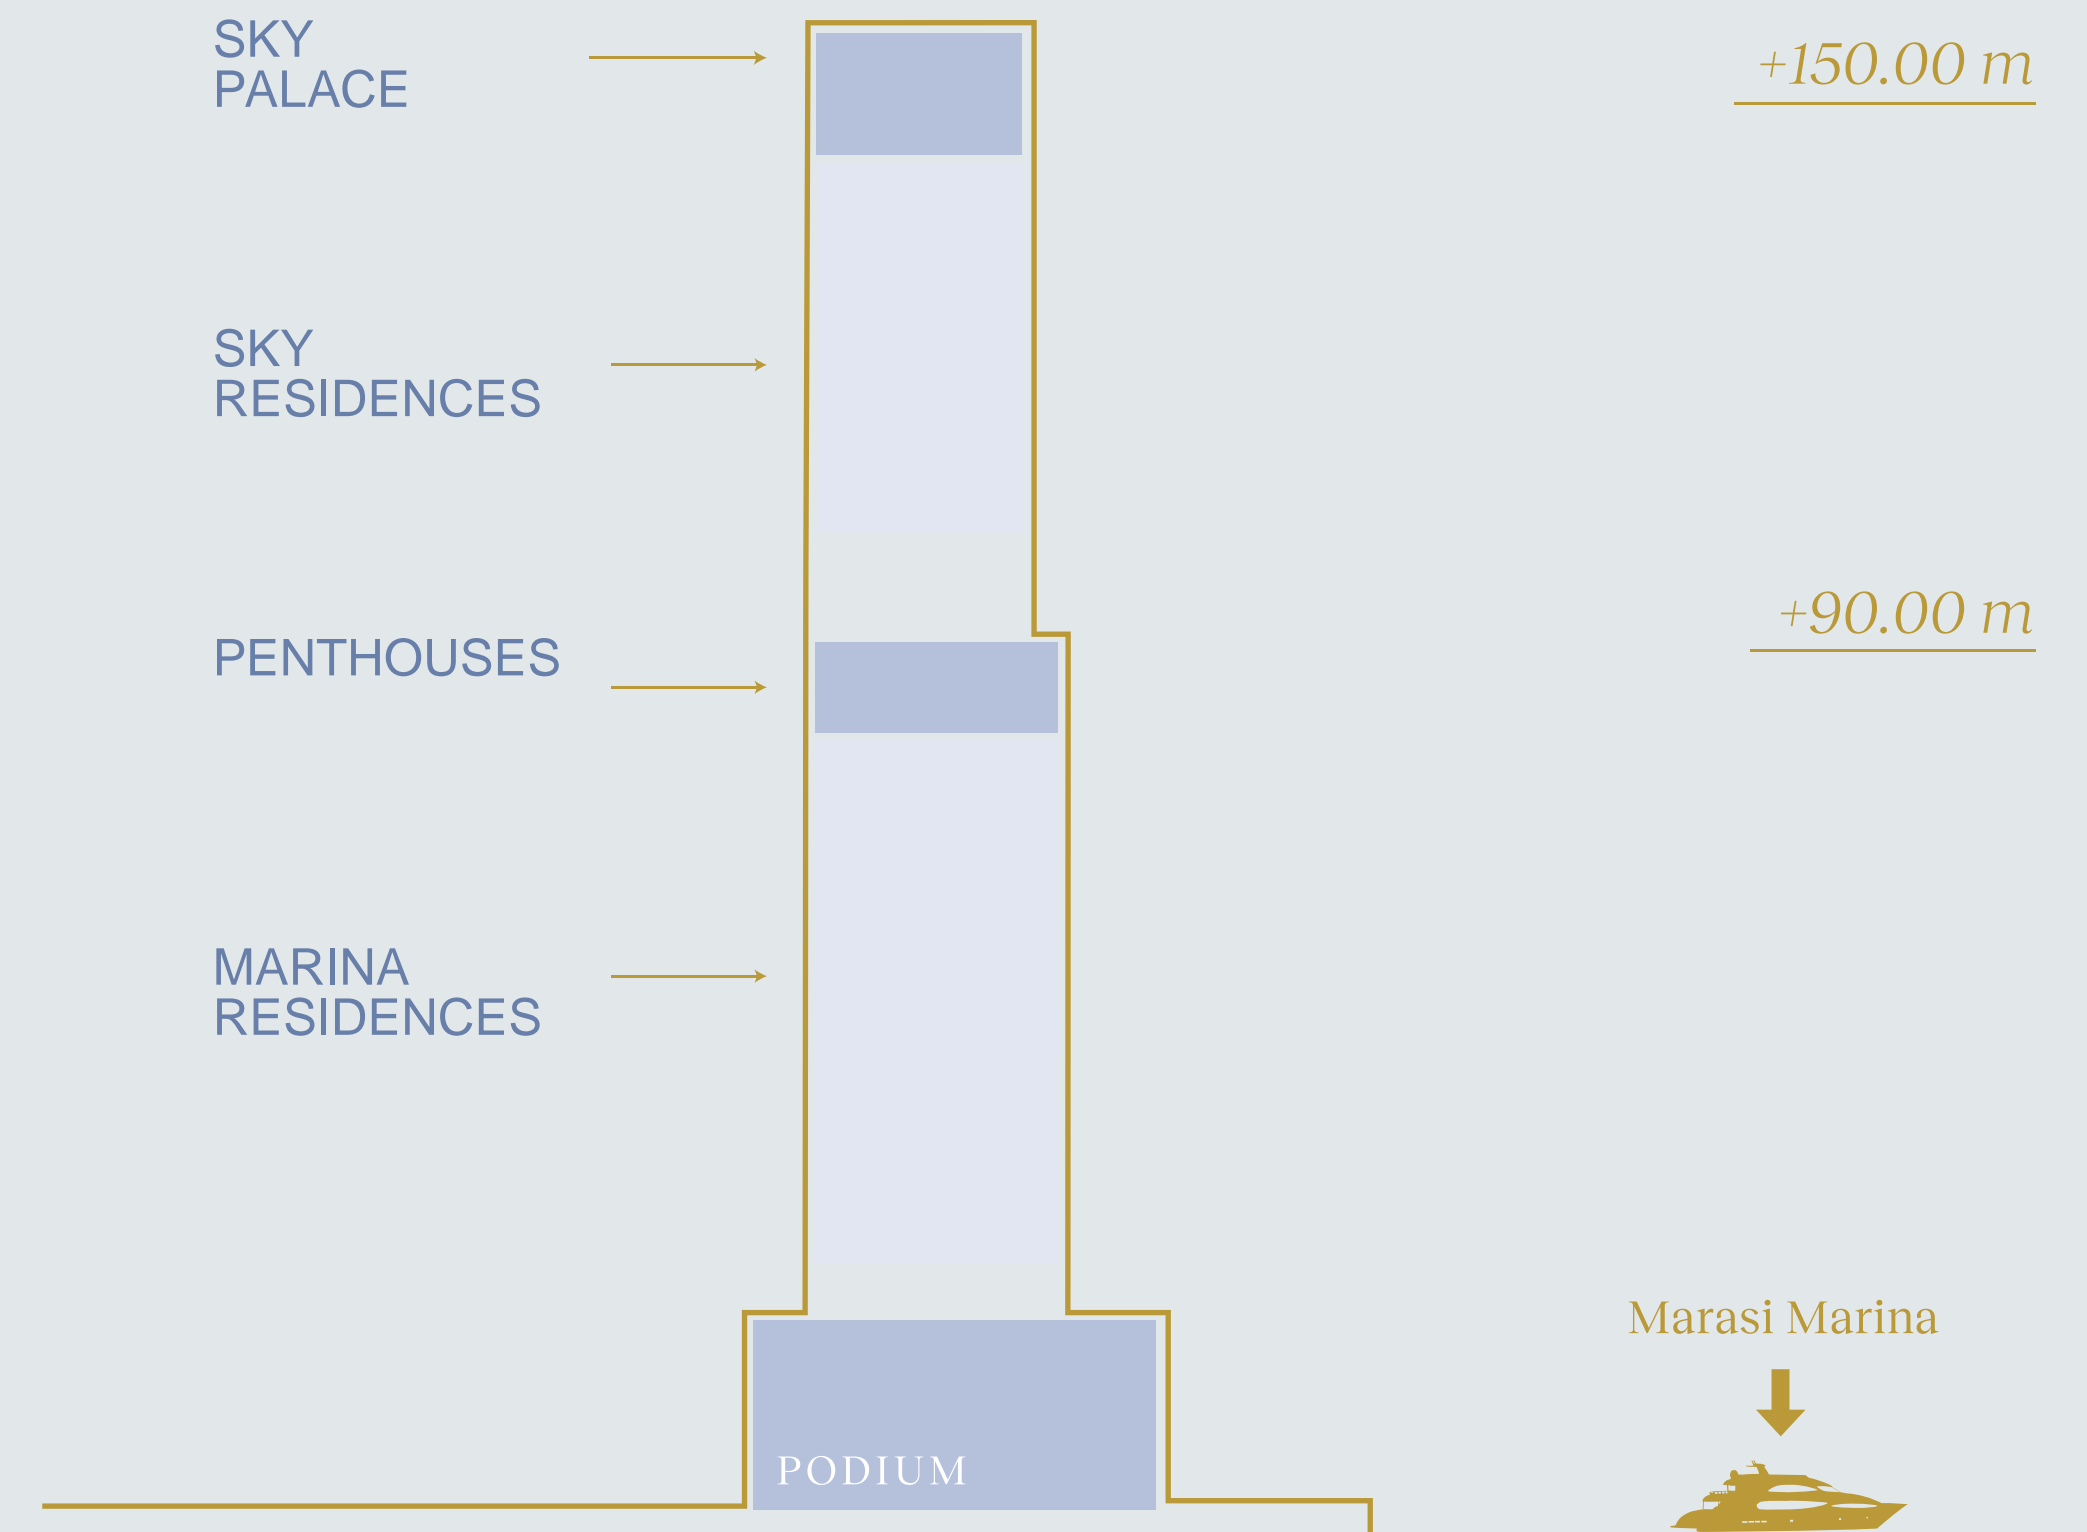 SKY
PALACE
+150.00 m
SKY
RESIDENCES
+90.00 m
PENTHOUSES
MARINA
RESIDENCES
Marasi Marina
PODIUM